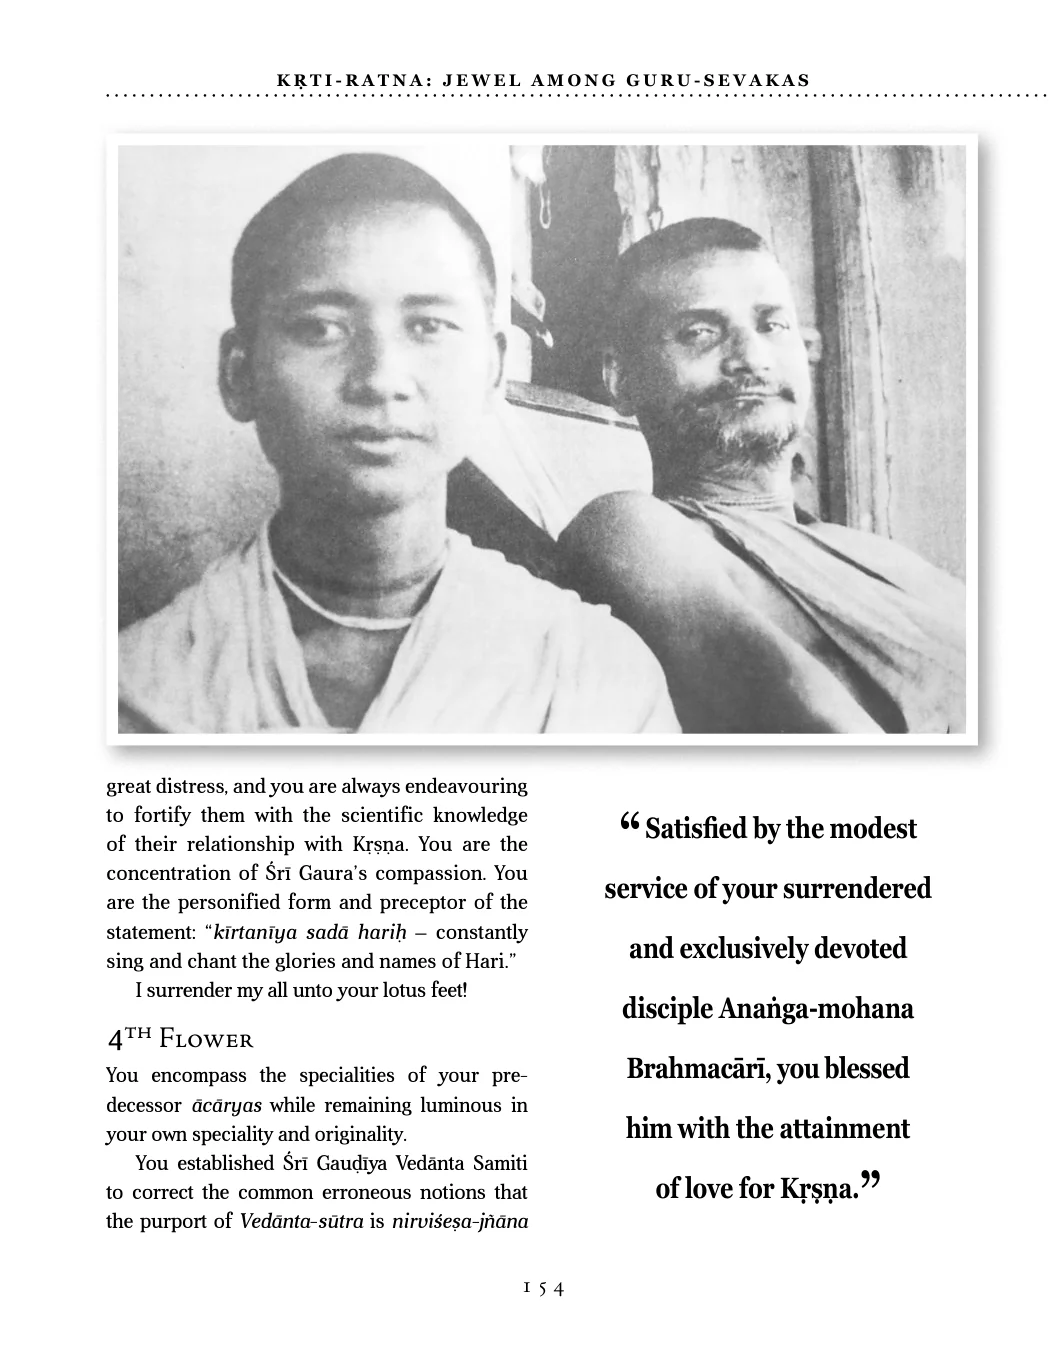 KṚTI-RATNA: JEWEL AMONG GURU-SEVAKAS
great distress, and you are always endeavouring
to fortify them with the scientific knowledge
of their relationship with Kṛṣṇa. You are the
concentration of Śrī Gaura’s compassion. You
are the personified form and preceptor of the
statement: “kīrtanīya sadā hariḥ – constantly
sing and chant the glories and names of Hari.”
I surrender my all unto your lotus feet!
4TH FLOWER
You encompass the specialities of your pre-
decessor ācāryas while remaining luminous in
your own speciality and originality.
You established Śrī Gauḍīya Vedānta Samiti
to correct the common erroneous notions that
the purport of Vedānta-sūtra is nirviśeṣa-jñāna
“Satisfied by the modest
service of your surrendered
and exclusively devoted
disciple Anaṅga-mohana
Brahmacārī, you blessed
him with the attainment
of love for Kṛṣṇa.”
154